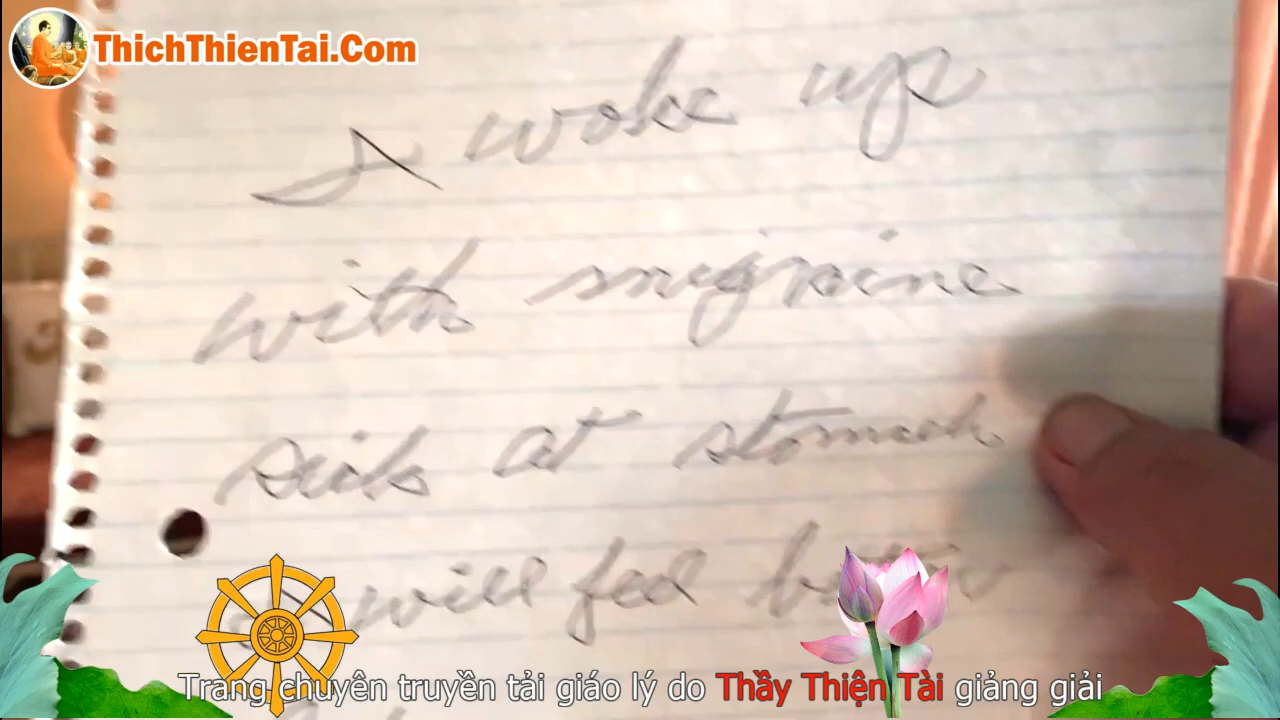 ThichThienTai.Com
I woke up
with migraine
sick at stomach
I will feel
Trang chuyên truyền tải giáo lý do Thầy Thiện Tài giảng giải